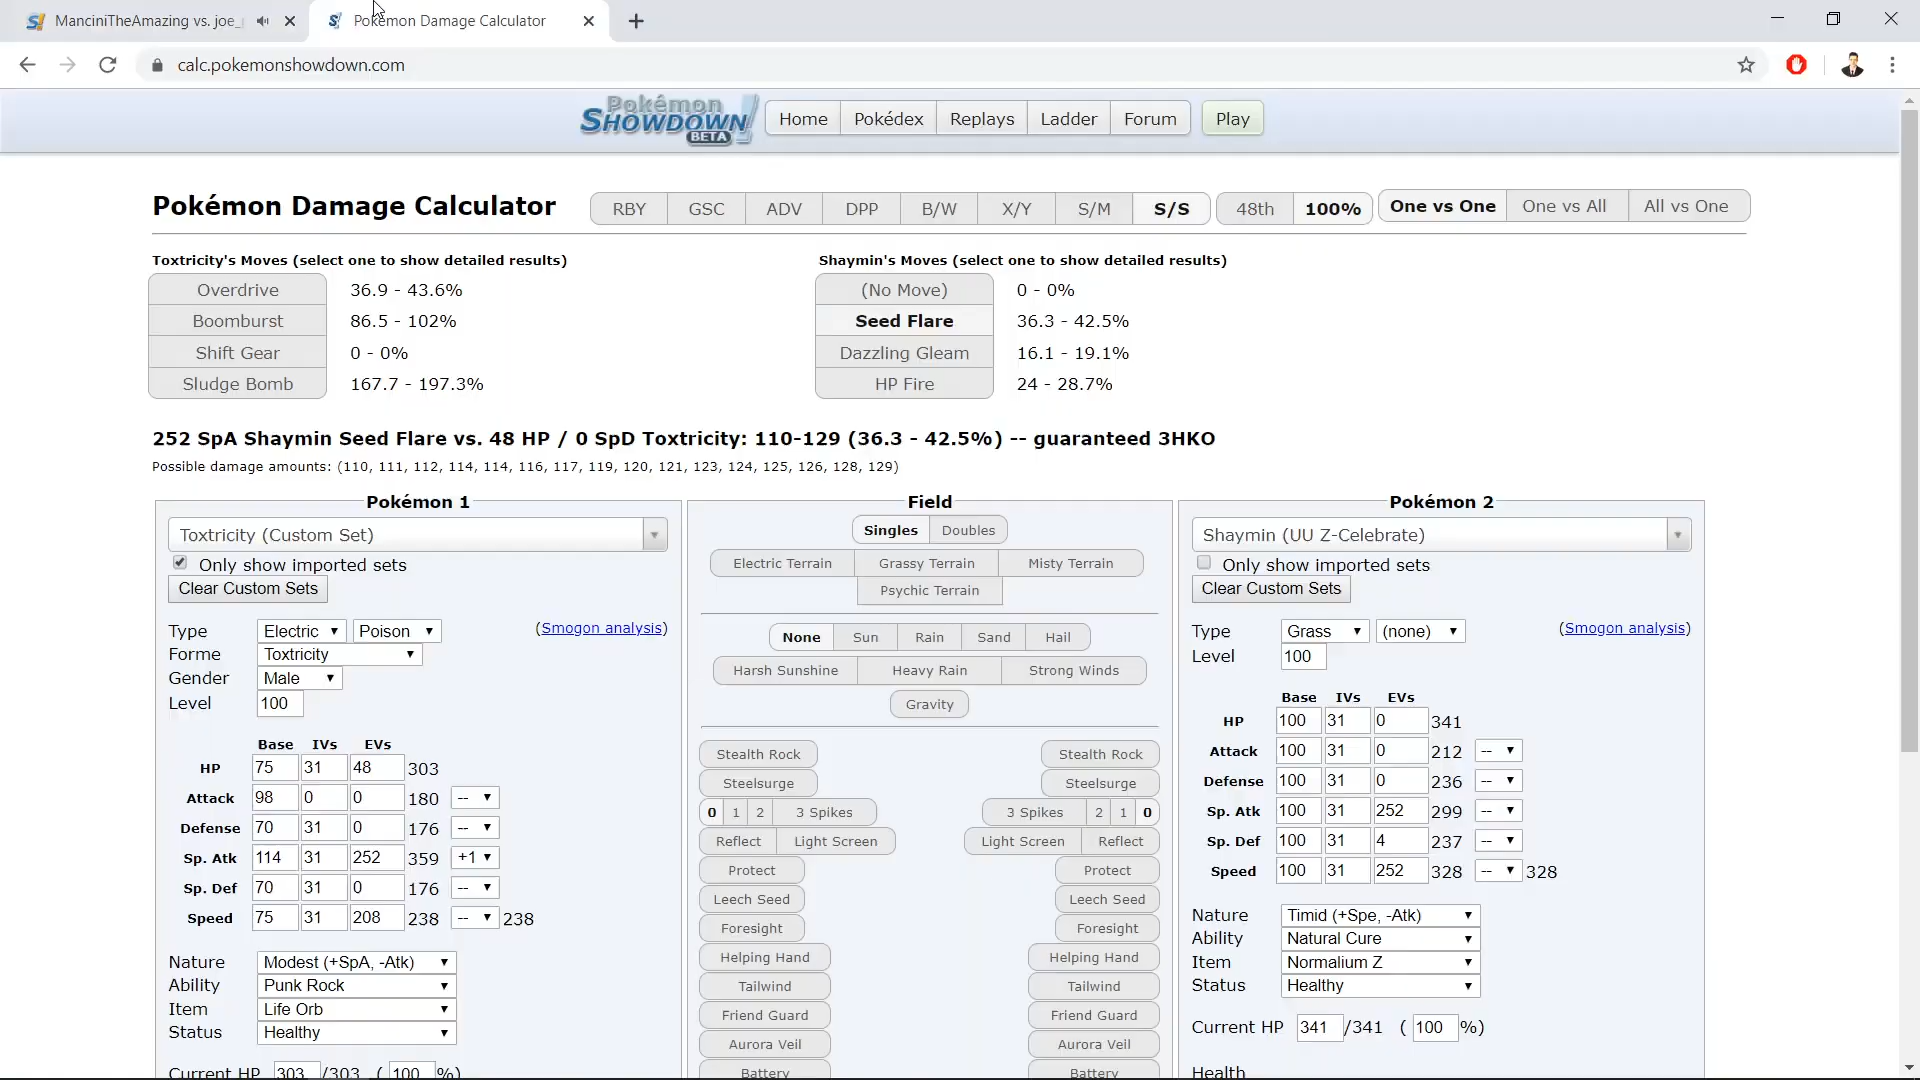 ManciniTheAmazing vs. joe_
Pokémon Damage Calculator
calc.pokemonshowdown.com
Pokémon
SHOWDOWN!
BETA
Home Pokédex Replays Ladder Forum Play
Pokémon Damage Calculator
RBY GSC ADV DPP B/W X/Y S/M S/S 48th 100% One vs One One vs All All vs One
Toxtricity's Moves (select one to show detailed results)
Overdrive 36.9 - 43.6%
Boomburst 86.5 - 102%
Shift Gear 0 - 0%
Sludge Bomb 167.7 - 197.3%
Shaymin's Moves (select one to show detailed results)
(No Move) 0 - 0%
Seed Flare 36.3 - 42.5%
Dazzling Gleam 16.1 - 19.1%
HP Fire 24 - 28.7%
252 SpA Shaymin Seed Flare vs. 48 HP / 0 SpD Toxtricity: 110-129 (36.3 - 42.5%) -- guaranteed 3HKO
Possible damage amounts: (110, 111, 112, 114, 114, 116, 117, 119, 120, 121, 123, 124, 125, 126, 128, 129)
Pokémon 1
Toxtricity (Custom Set)
Only show imported sets
Clear Custom Sets
Type Electric Poison (Smogon analysis)
Forme Toxtricity
Gender Male
Level 100
Base IVs EVs
HP 75 31 48 303
Attack 98 0 0 180 --
Defense 70 31 0 176 --
Sp. Atk 114 31 252 359 +1
Sp. Def 70 31 0 176 --
Speed 75 31 208 238 -- 238
Nature Modest (+SpA, -Atk)
Ability Punk Rock
Item Life Orb
Status Healthy
Current HP 303 /303 ( 100 %)
Field
Singles Doubles
Electric Terrain Grassy Terrain Misty Terrain
Psychic Terrain
None Sun Rain Sand Hail
Harsh Sunshine Heavy Rain Strong Winds
Gravity
Stealth Rock Stealth Rock
Steelsurge Steelsurge
0 1 2 3 Spikes 3 Spikes 2 1 0
Reflect Light Screen Light Screen Reflect
Protect Protect
Leech Seed Leech Seed
Foresight Foresight
Helping Hand Helping Hand
Tailwind Tailwind
Friend Guard Friend Guard
Aurora Veil Aurora Veil
Battery Battery
Pokémon 2
Shaymin (UU Z-Celebrate)
Only show imported sets
Clear Custom Sets
Type Grass (none) (Smogon analysis)
Level 100
Base IVs EVs
HP 100 31 0 341
Attack 100 31 0 212 --
Defense 100 31 0 236 --
Sp. Atk 100 31 252 299 --
Sp. Def 100 31 4 237 --
Speed 100 31 252 328 -- 328
Nature Timid (+Spe, -Atk)
Ability Natural Cure
Item Normalium Z
Status Healthy
Current HP 341 /341 ( 100 %)
Health